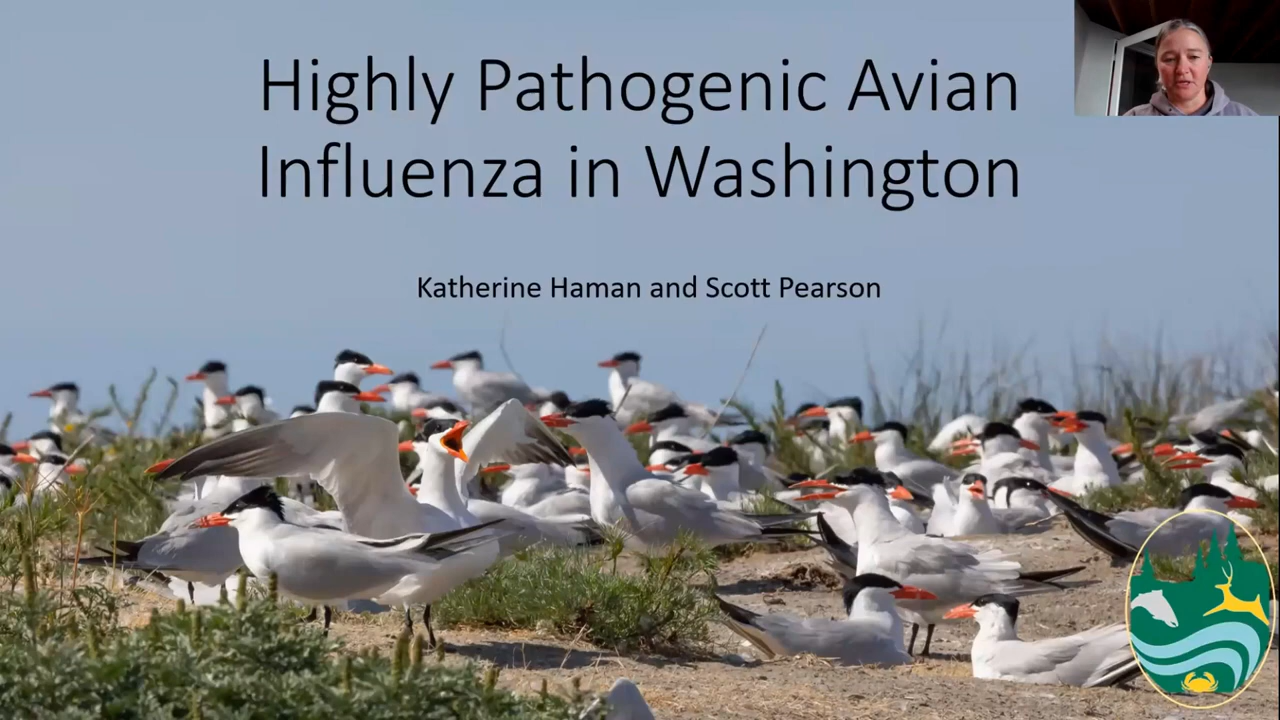 Highly Pathogenic Avian
Influenza in Washington
Katherine Haman and Scott Pearson